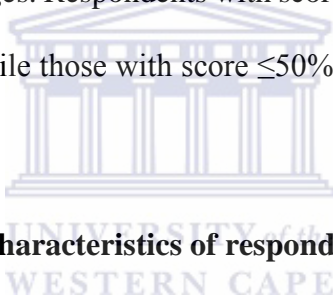 ges. Respondents with scor
ile those with score ≤50%
UNIVERSITY of the
haracteristics of respond
WESTERN CAPE